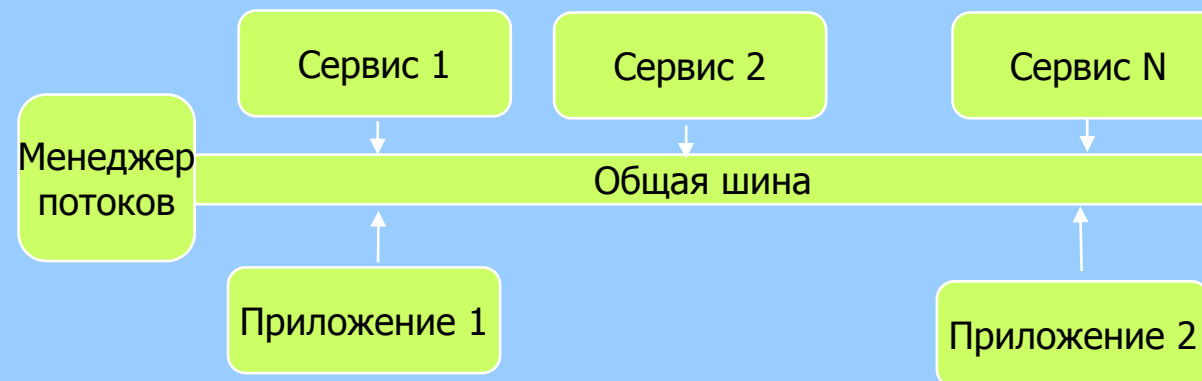 Сервис 1
Сервис 2
Сервис N
Менеджер
потоков
Общая шина
Приложение 1
Приложение 2